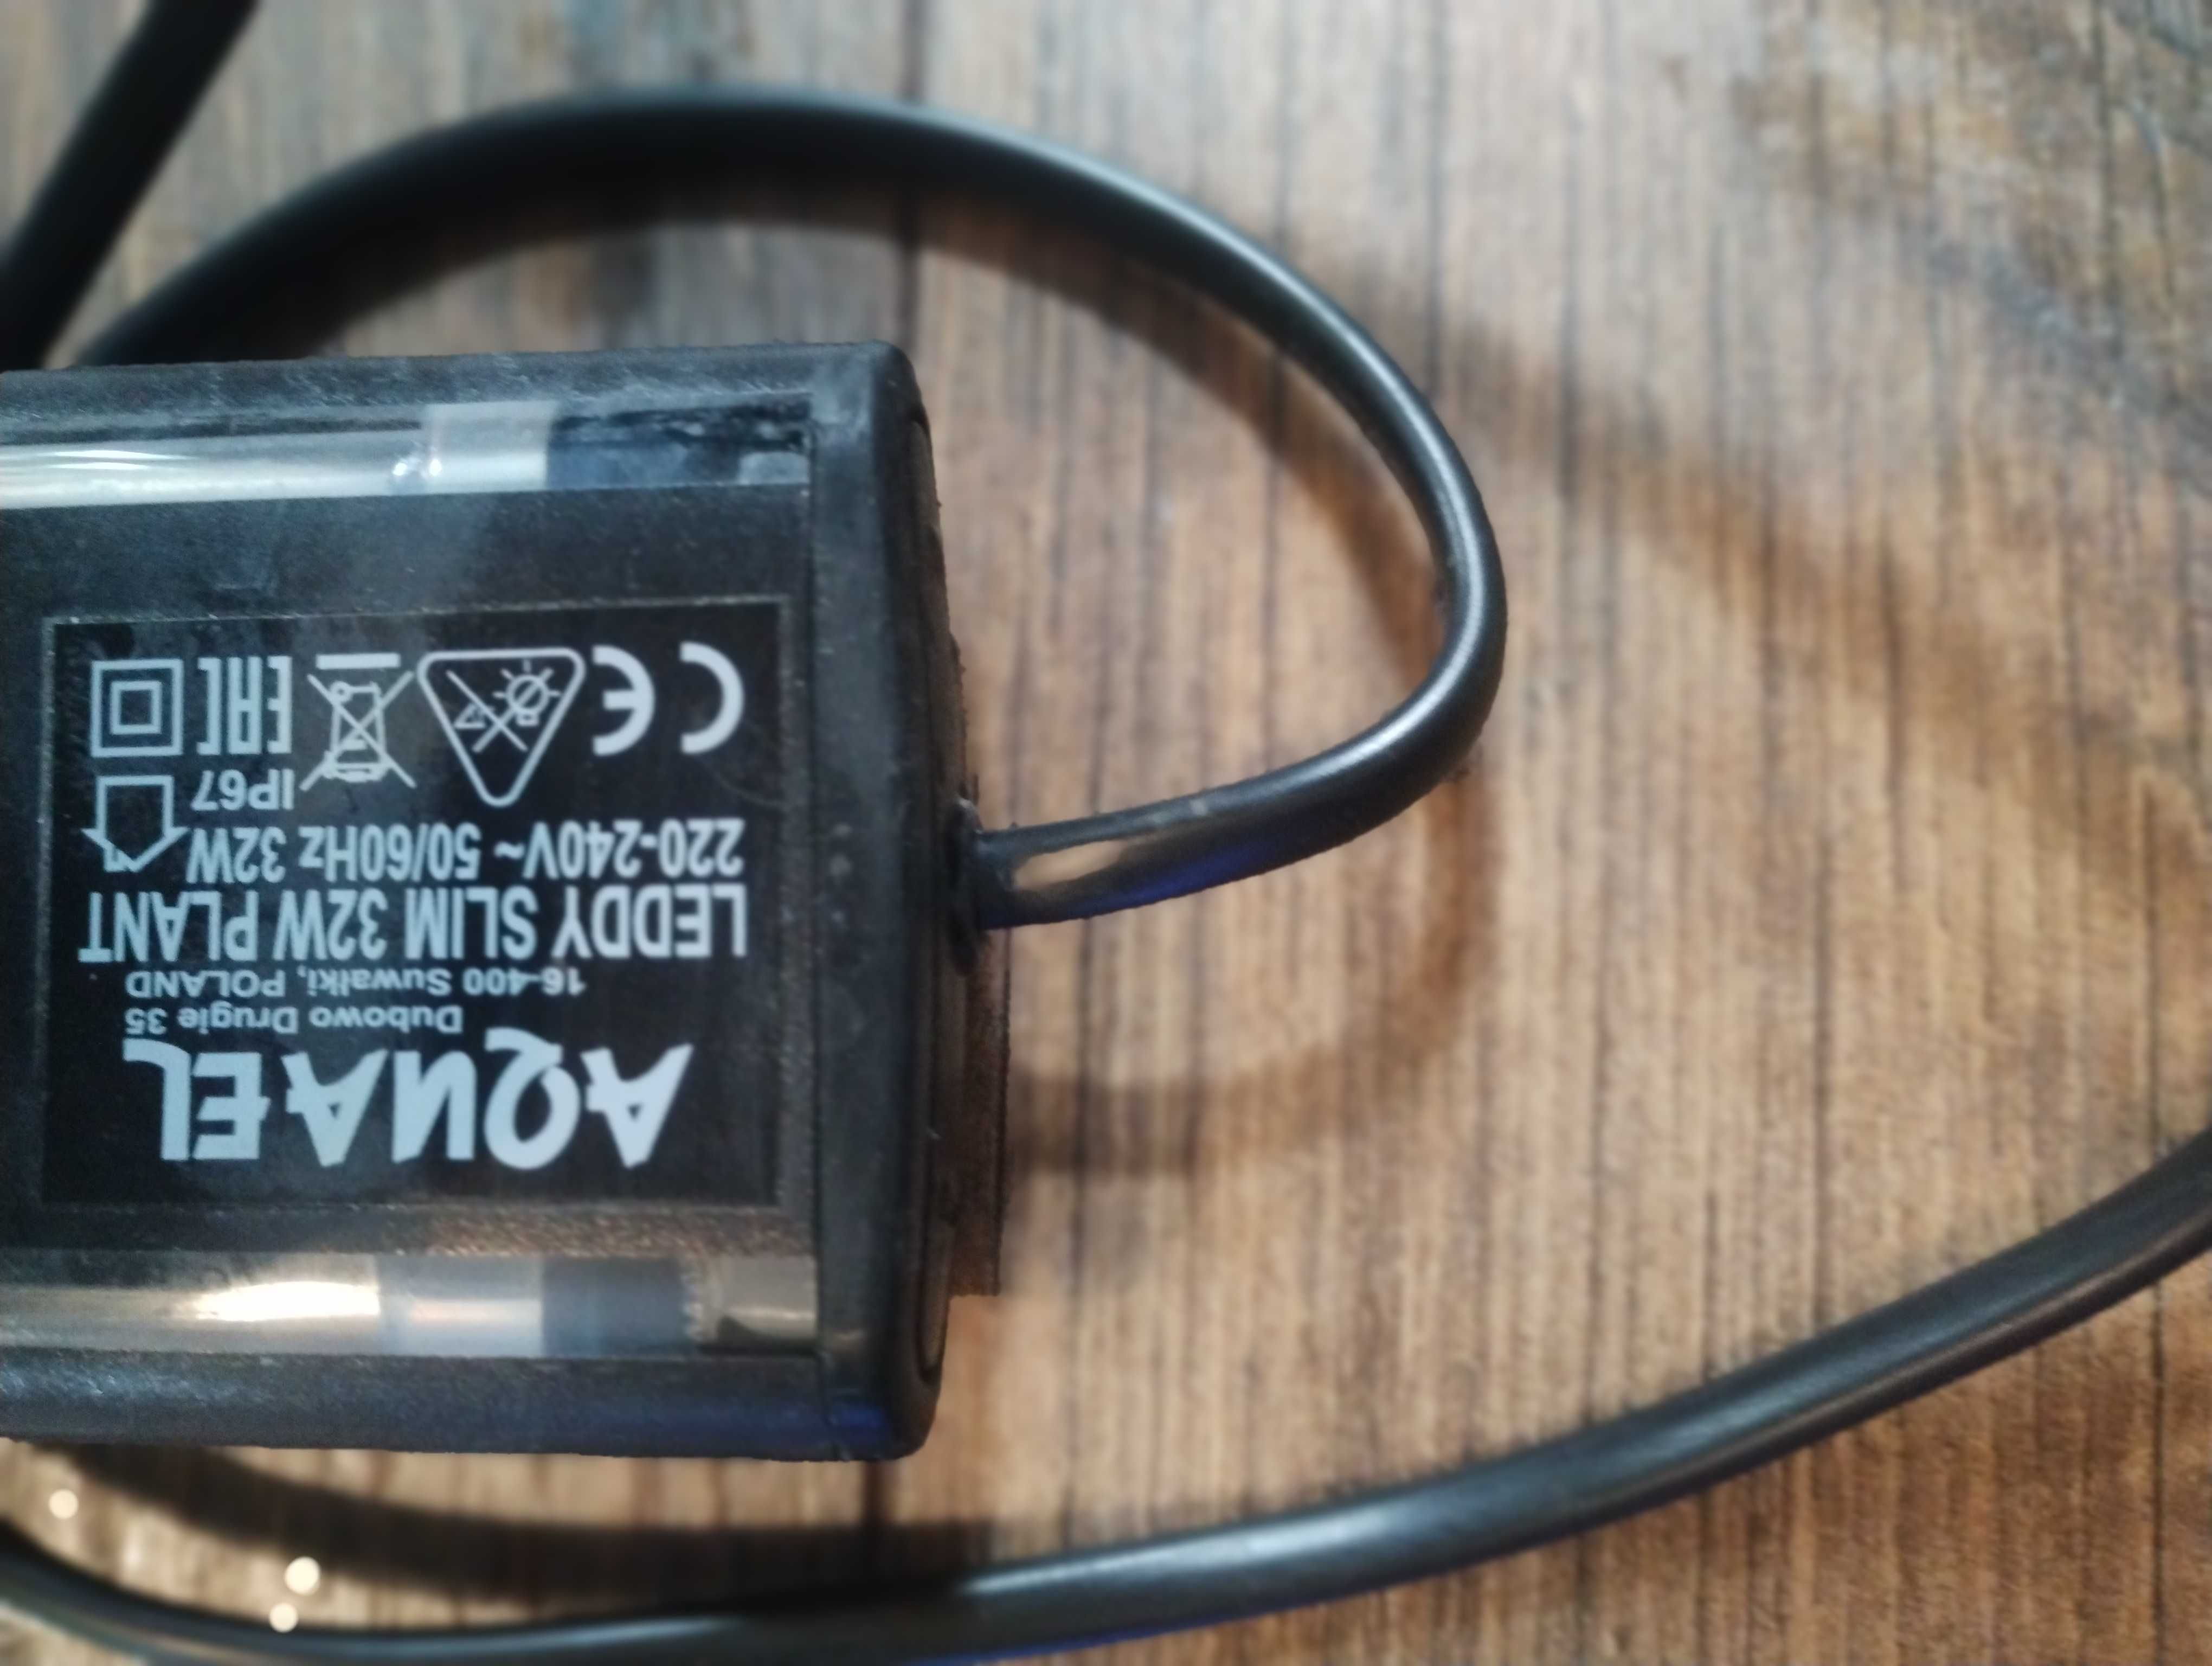 AQUAEL
Dubowo Drugie 35
16-400 Suwałki, POLAND
LEDDY SLIM 32W PLANT
220-240V~ 50/60Hz 32W
IP67
CE
EAC